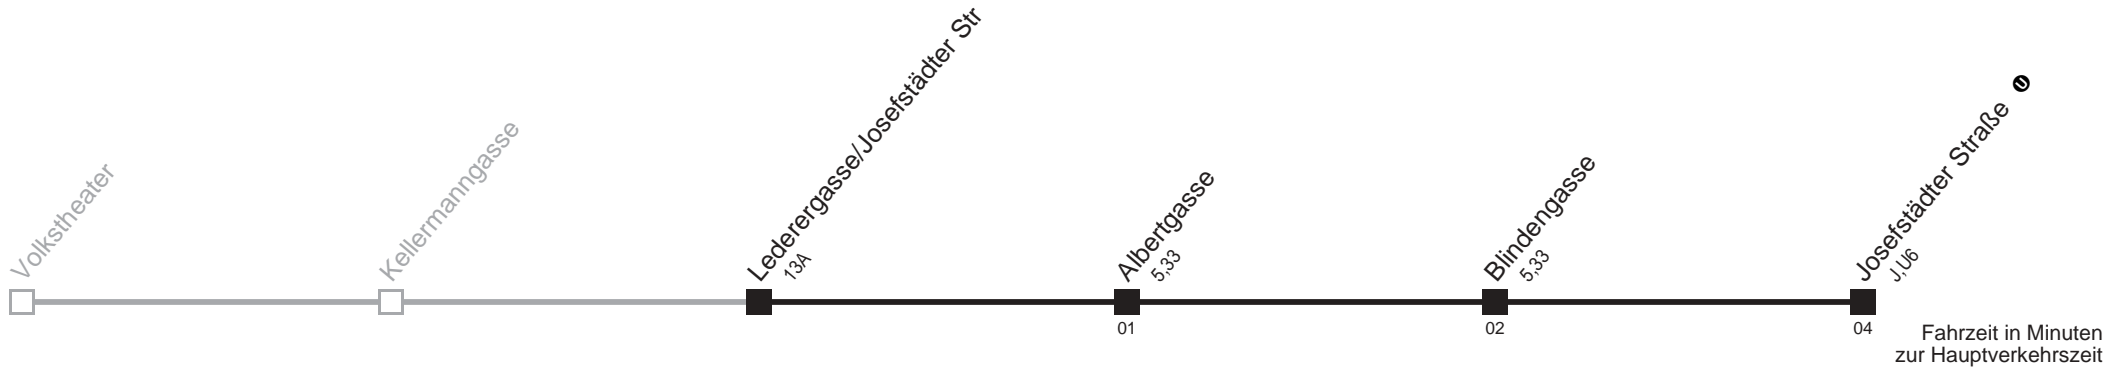 Volkstheater
Kellermanngasse
Lederergasse/Josefstädter Str
13A
Albertgasse
5,33
Blindengasse
5,33
Josefstädter Straße U
J,U6
01
02
04
Fahrzeit in Minuten
zur Hauptverkehrszeit